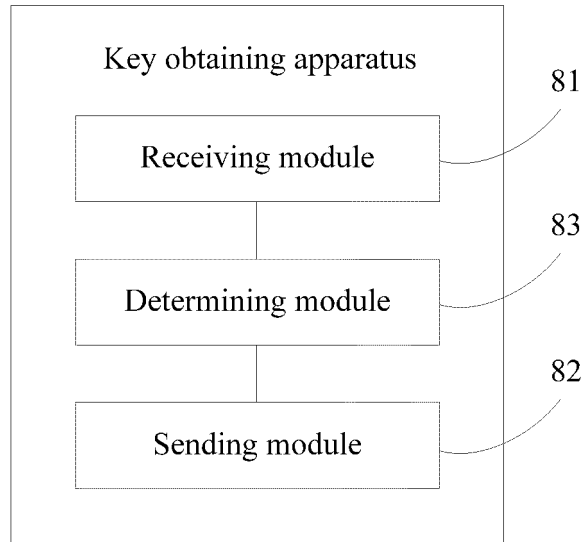 Key obtaining apparatus
81
Receiving module
83
Determining module
82
Sending module